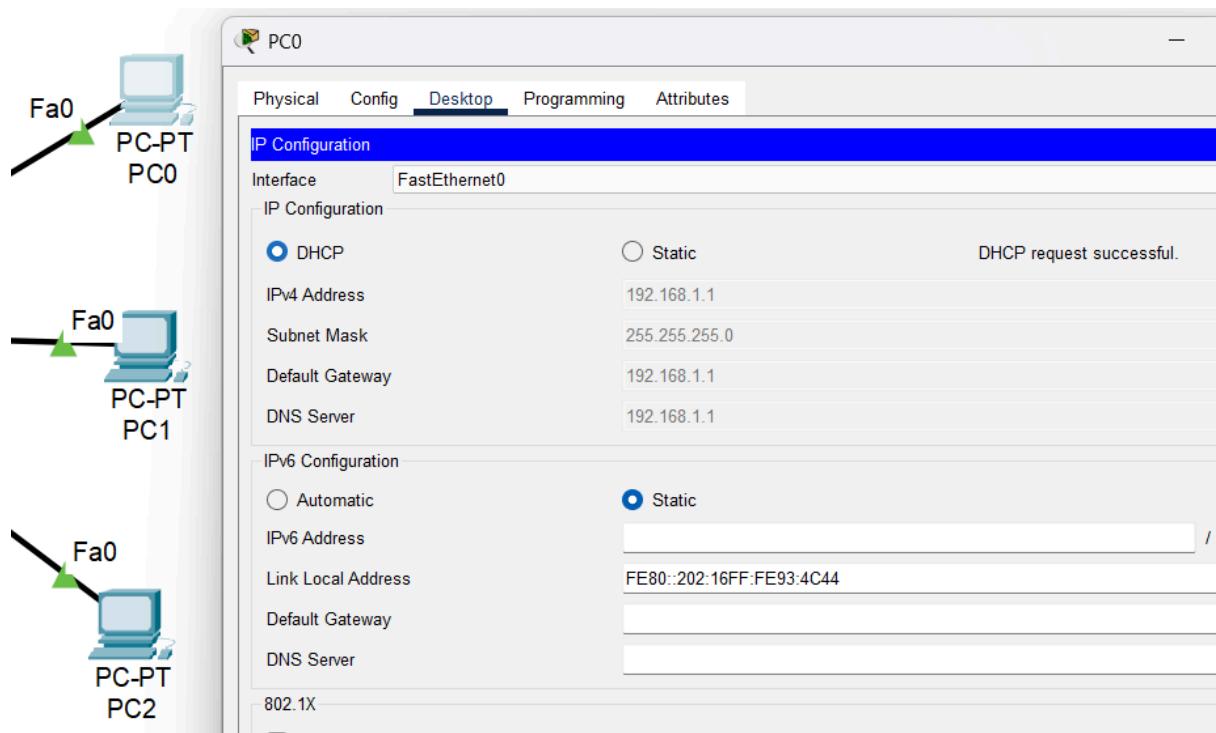 PC0
Physical Config Desktop Programming Attributes
IP Configuration
Interface FastEthernet0
IP Configuration
DHCP Static DHCP request successful.
IPv4 Address 192.168.1.1
Subnet Mask 255.255.255.0
Default Gateway 192.168.1.1
DNS Server 192.168.1.1
IPv6 Configuration
Automatic Static
IPv6 Address /
Link Local Address FE80::202:16FF:FE93:4C44
Default Gateway
DNS Server
802.1X
Fa0
PC-PT
PC0
Fa0
PC-PT
PC1
Fa0
PC-PT
PC2